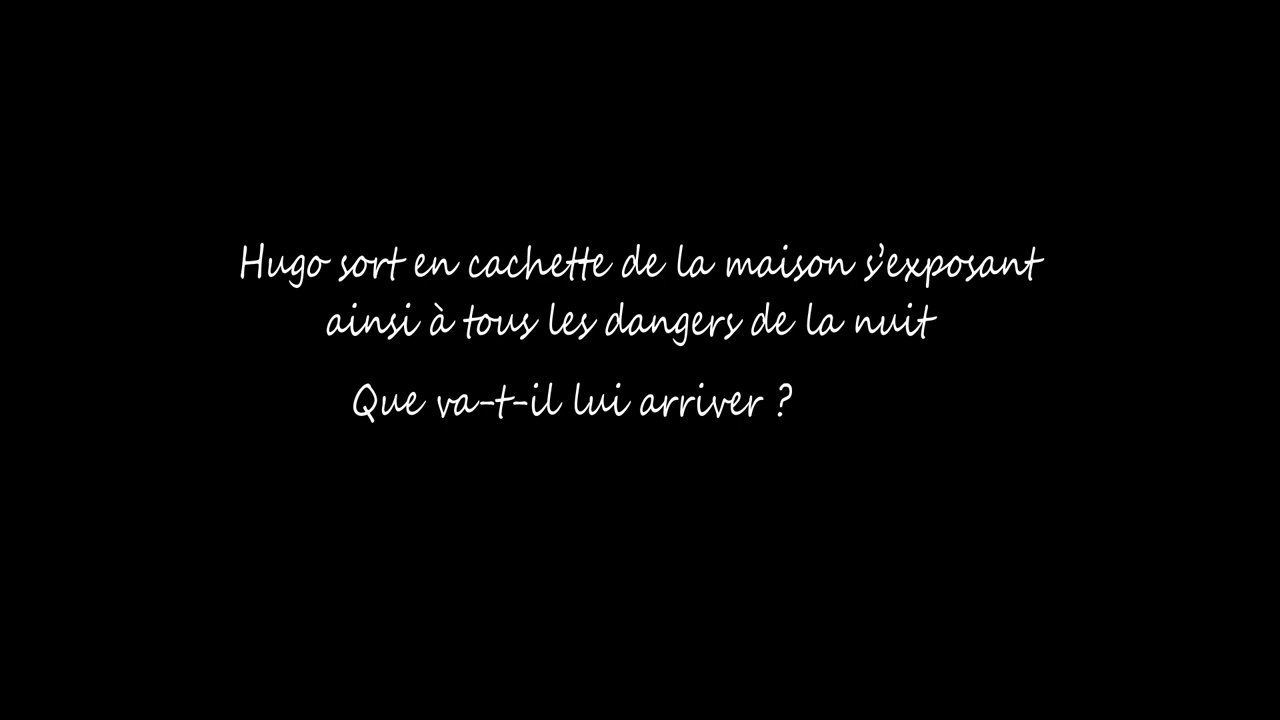 Hugo sort en cachette de la maison s'exposant
ainsi à tous les dangers de la nuit
Que va-t-il lui arriver ?